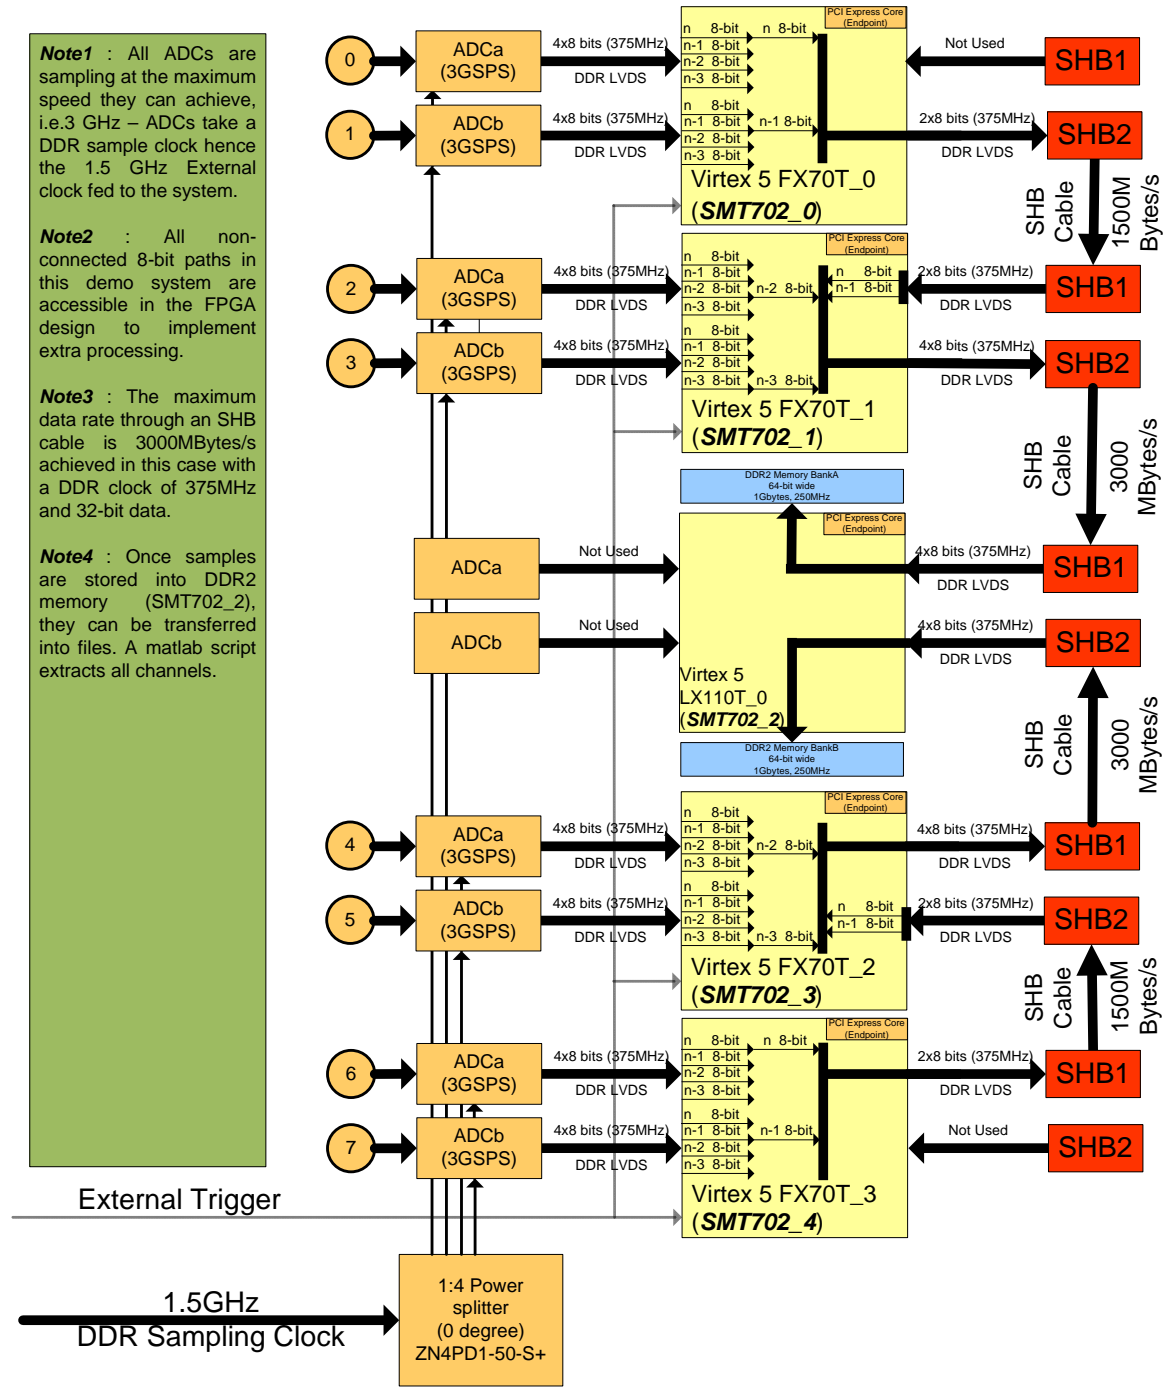 Note1 : All ADCs are
sampling at the maximum
speed they can achieve,
i.e.3 GHz – ADCs take a
DDR sample clock hence
the 1.5 GHz External
clock fed to the system.
Note2 : All non-
connected 8-bit paths in
this demo system are
accessible in the FPGA
design to implement
extra processing.
Note3 : The maximum
data rate through an SHB
cable is 3000MBytes/s
achieved in this case with
a DDR clock of 375MHz
and 32-bit data.
Note4 : Once samples
are stored into DDR2
memory (SMT702_2),
they can be transferred
into files. A matlab script
extracts all channels.
0
ADCa
(3GSPS)
4x8 bits (375MHz)
DDR LVDS
PCI Express Core
(Endpoint)
n 8-bit
n-1 8-bit
n-2 8-bit
n-3 8-bit
n 8-bit
Not Used
SHB1
1
ADCb
(3GSPS)
4x8 bits (375MHz)
DDR LVDS
n 8-bit
n-1 8-bit
n-2 8-bit
n-3 8-bit
n-1 8-bit
2x8 bits (375MHz)
DDR LVDS
SHB2
Virtex 5 FX70T_0
(SMT702_0)
SHB
Cable
1500M
Bytes/s
2
ADCa
(3GSPS)
4x8 bits (375MHz)
DDR LVDS
PCI Express Core
(Endpoint)
n 8-bit
n-1 8-bit
n-2 8-bit
n-3 8-bit
n-2 8-bit
n 8-bit
n-1 8-bit
2x8 bits (375MHz)
DDR LVDS
SHB1
3
ADCb
(3GSPS)
4x8 bits (375MHz)
DDR LVDS
n 8-bit
n-1 8-bit
n-2 8-bit
n-3 8-bit
n-3 8-bit
4x8 bits (375MHz)
DDR LVDS
SHB2
Virtex 5 FX70T_1
(SMT702_1)
SHB
Cable
3000
MBytes/s
DDR2 Memory BankA
64-bit wide
1Gbytes, 250MHz
PCI Express Core
(Endpoint)
ADCa
Not Used
4x8 bits (375MHz)
DDR LVDS
SHB1
ADCb
Not Used
4x8 bits (375MHz)
DDR LVDS
SHB2
Virtex 5
LX110T_0
(SMT702_2)
DDR2 Memory BankB
64-bit wide
1Gbytes, 250MHz
SHB
Cable
3000
MBytes/s
4
ADCa
(3GSPS)
4x8 bits (375MHz)
DDR LVDS
PCI Express Core
(Endpoint)
n 8-bit
n-1 8-bit
n-2 8-bit
n-3 8-bit
n-2 8-bit
4x8 bits (375MHz)
DDR LVDS
SHB1
5
ADCb
(3GSPS)
4x8 bits (375MHz)
DDR LVDS
n 8-bit
n-1 8-bit
n-2 8-bit
n-3 8-bit
n-3 8-bit
n 8-bit
n-1 8-bit
2x8 bits (375MHz)
DDR LVDS
SHB2
Virtex 5 FX70T_2
(SMT702_3)
SHB
Cable
1500M
Bytes/s
6
ADCa
(3GSPS)
4x8 bits (375MHz)
DDR LVDS
PCI Express Core
(Endpoint)
n 8-bit
n-1 8-bit
n-2 8-bit
n-3 8-bit
n 8-bit
2x8 bits (375MHz)
DDR LVDS
SHB1
7
ADCb
(3GSPS)
4x8 bits (375MHz)
DDR LVDS
n 8-bit
n-1 8-bit
n-2 8-bit
n-3 8-bit
n-1 8-bit
Not Used
SHB2
Virtex 5 FX70T_3
(SMT702_4)
External Trigger
1.5GHz
DDR Sampling Clock
1:4 Power
splitter
(0 degree)
ZN4PD1-50-S+